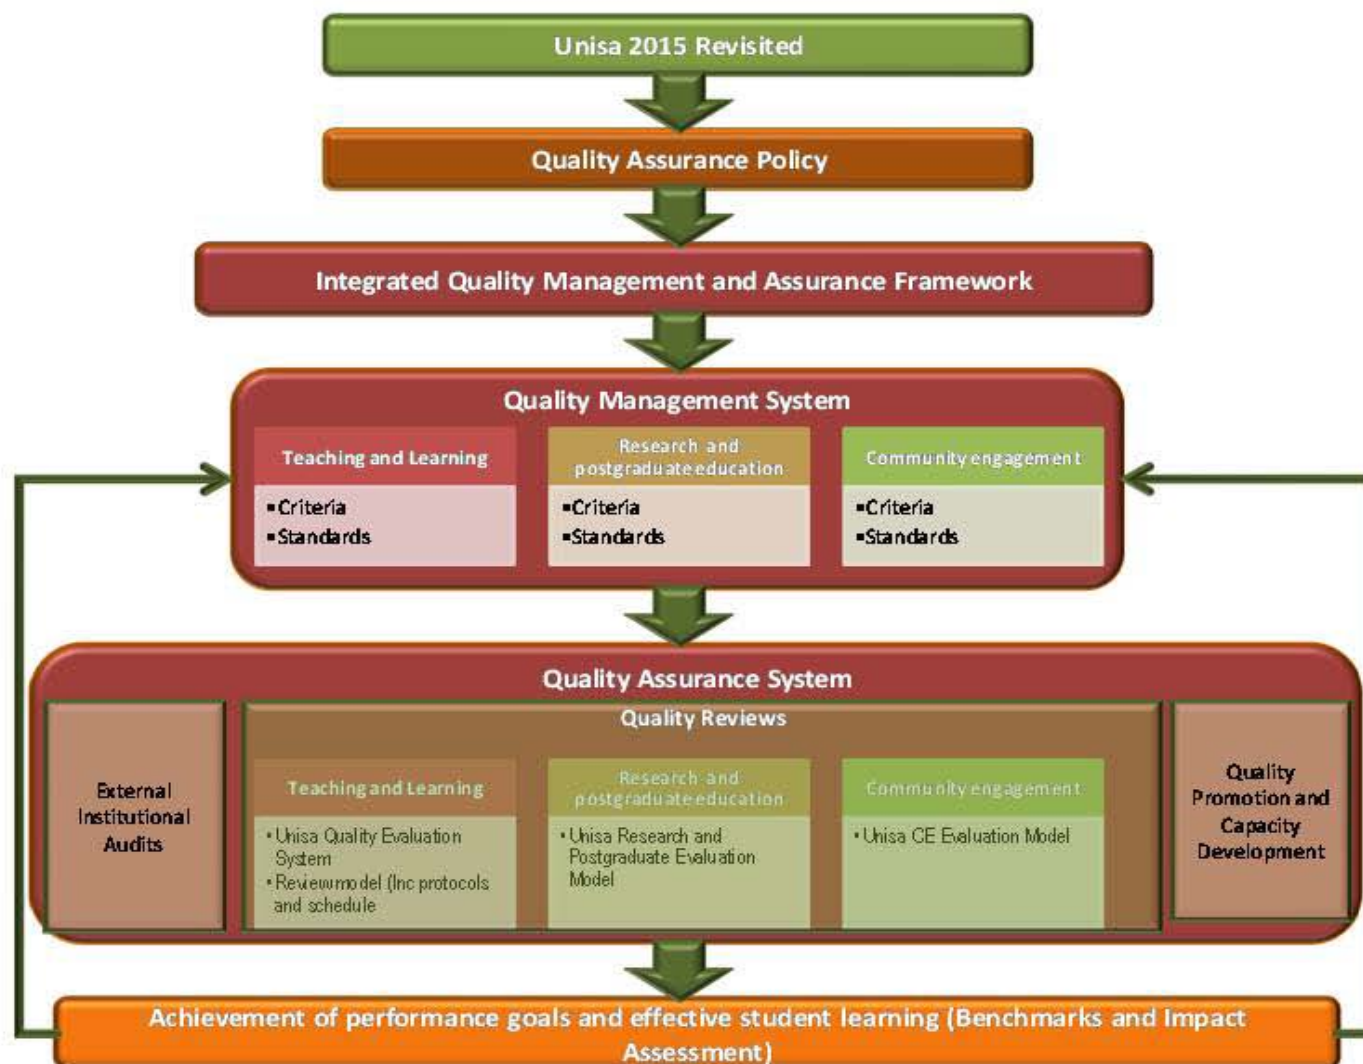 Unisa 2015 Revisited
Quality Assurance Policy
Integrated Quality Management and Assurance Framework
Quality Management System
Teaching and Learning
▪Criteria
▪Standards
Research and
postgraduate education
▪Criteria
▪Standards
Community engagement
▪Criteria
▪Standards
Quality Assurance System
External
Institutional
Audits
Quality Reviews
Teaching and Learning
▪Unisa Quality Evaluation
System
▪Review model (Inc protocols
and schedule
Research and
postgraduate education
▪Unisa Research and
Postgraduate Evaluation
Model
Community engagement
▪Unisa CE Evaluation Model
Quality
Promotion and
Capacity
Development
Achievement of performance goals and effective student learning (Benchmarks and Impact
Assessment)